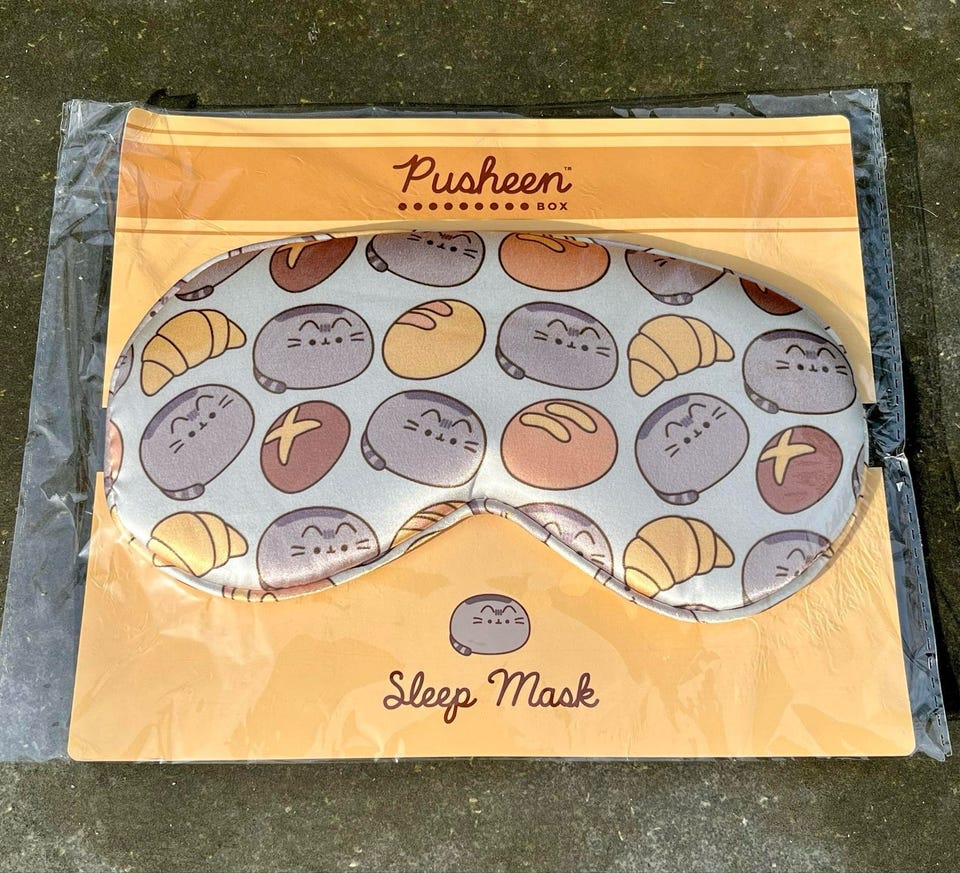 Pusheen™
BOX
Sleep Mask